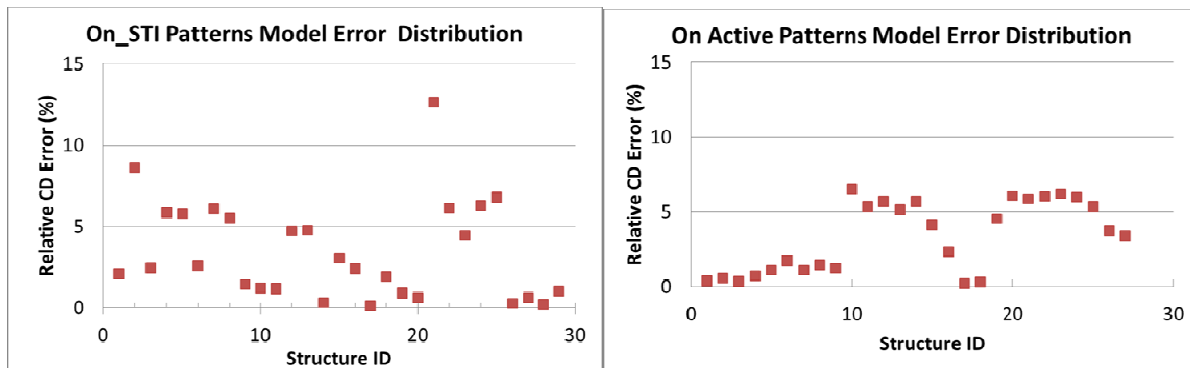 On_STI Patterns Model Error Distribution
Relative CD Error (%)
15
10
5
0
0 10 20 30
Structure ID
On Active Patterns Model Error Distribution
Relative CD Error (%)
15
10
5
0
0 10 20 30
Structure ID